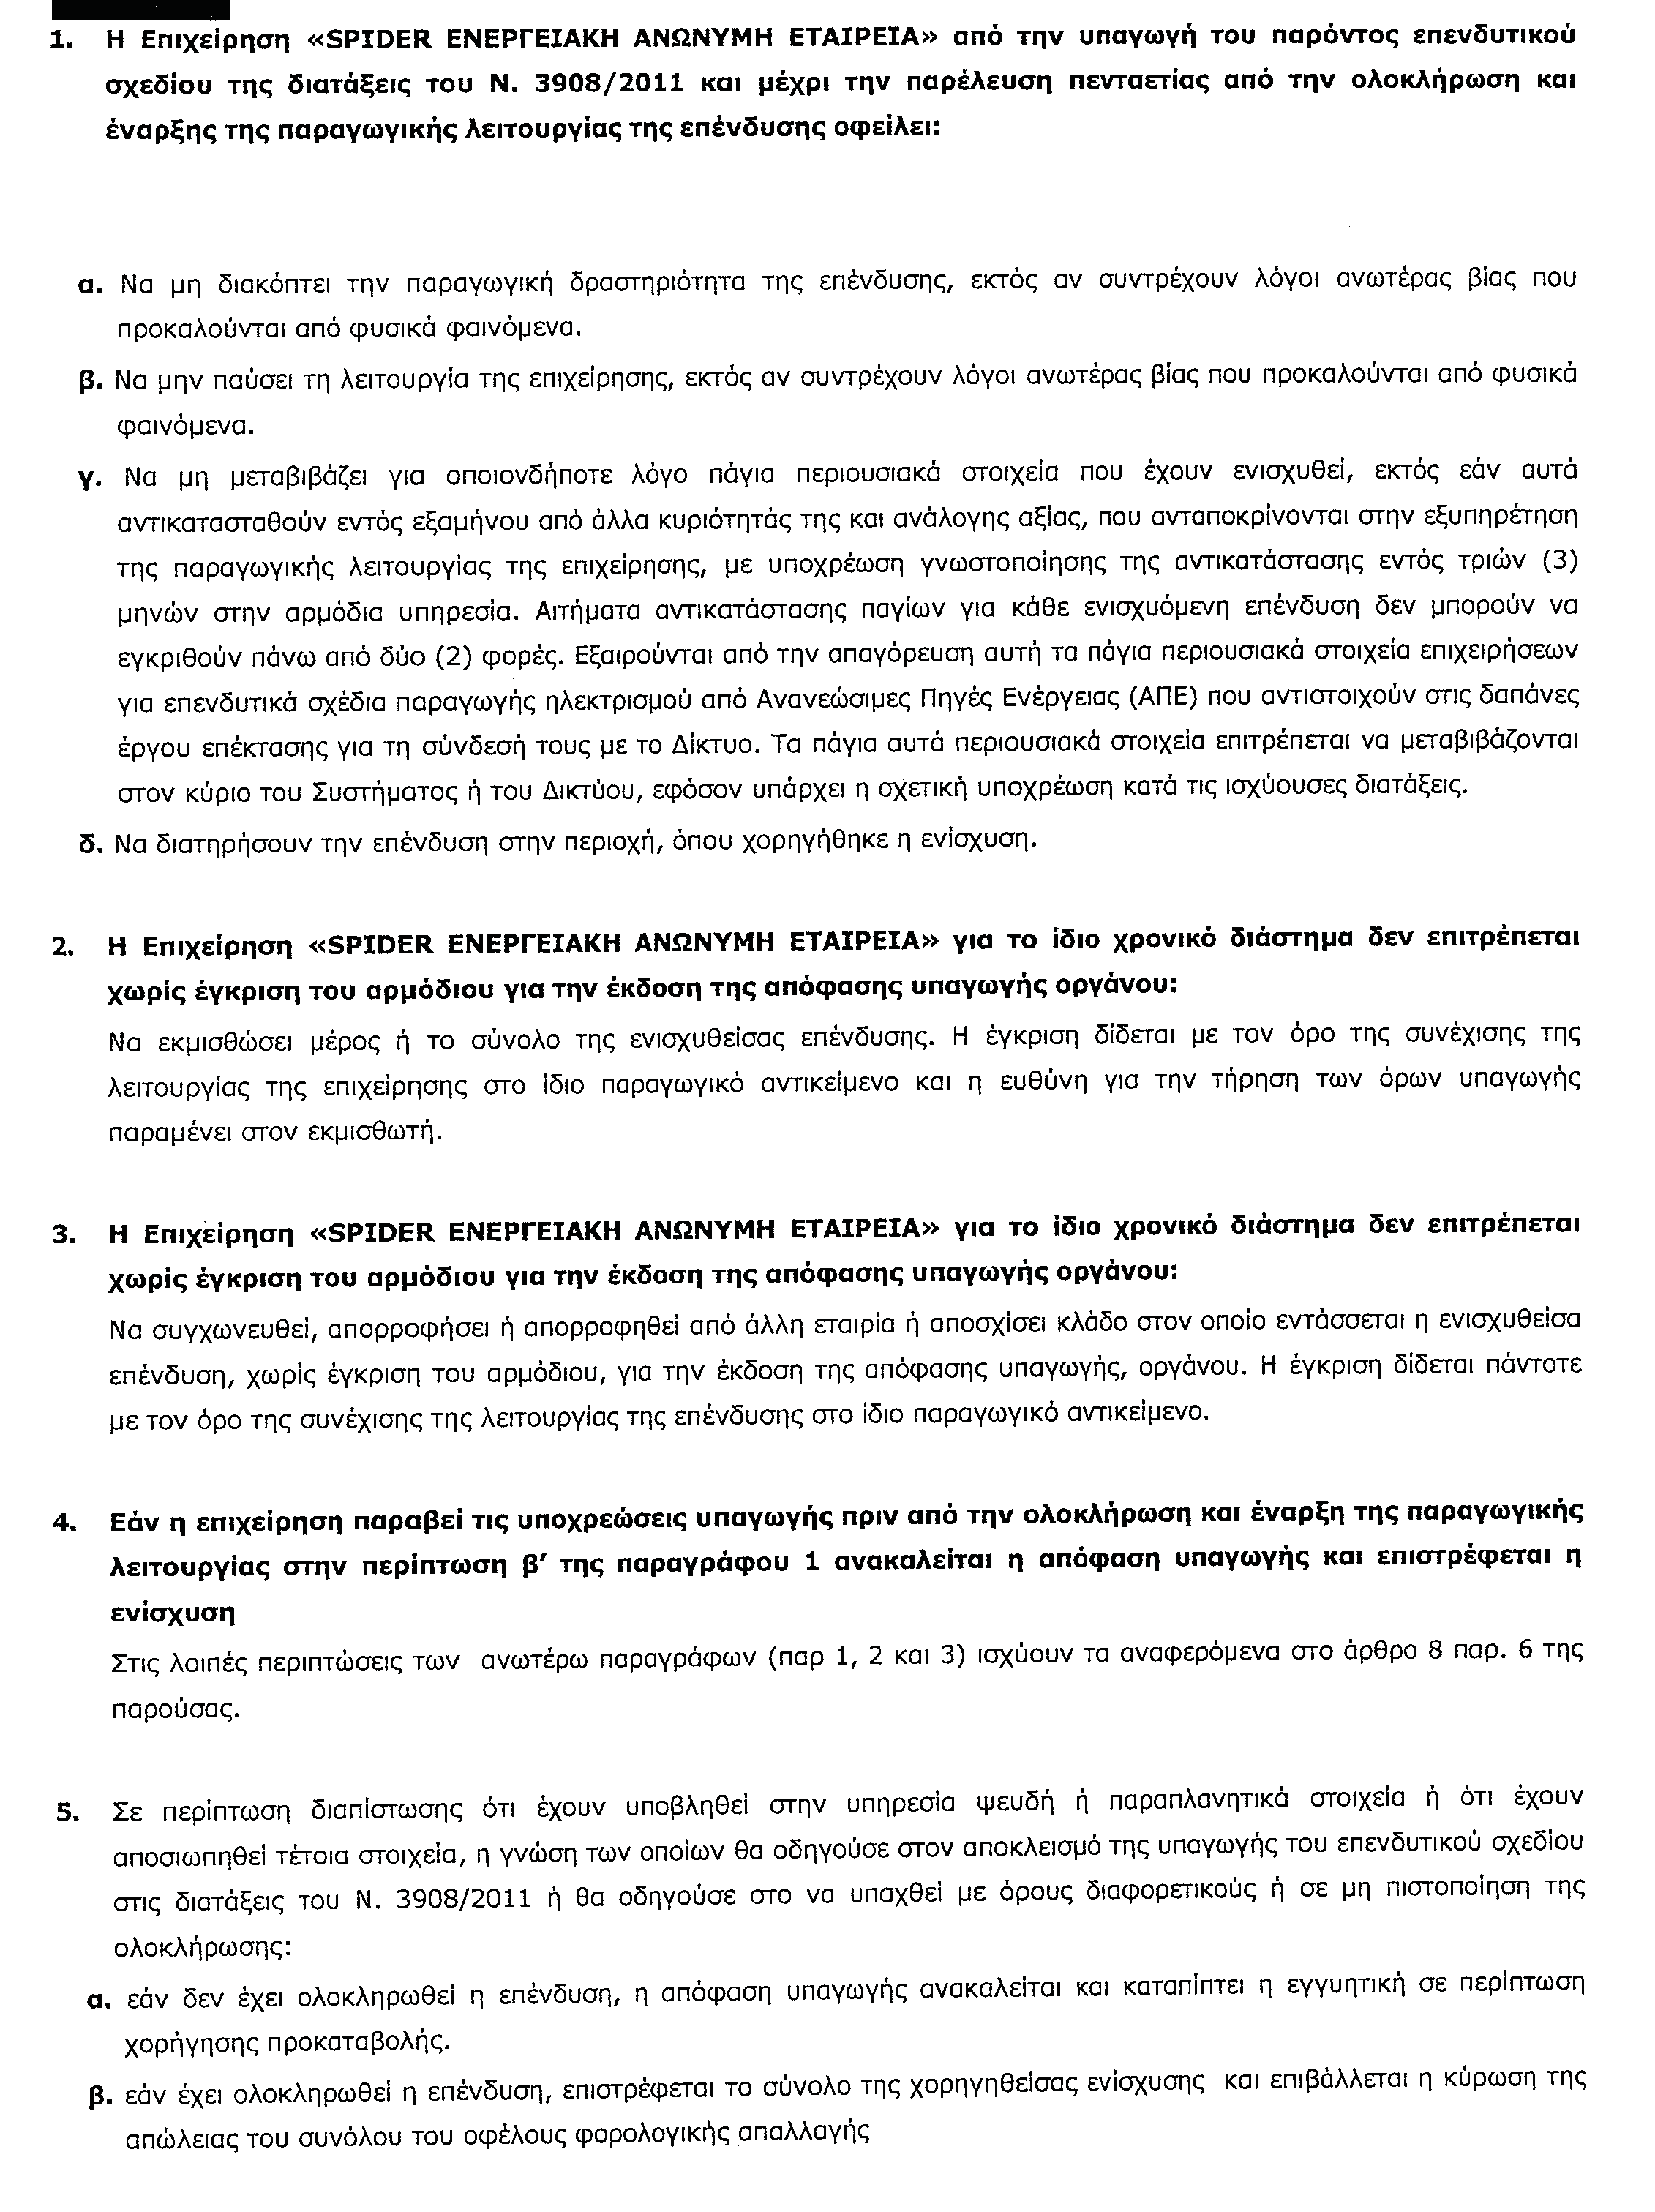 1. Η Επιχείρηση «SPIDER ΕΝΕΡΓΕΙΑΚΗ ΑΝΩΝΥΜΗ ΕΤΑΙΡΕΙΑ» από την υπαγωγή του παρόντος επενδυτικού
σχεδίου της διατάξεις του Ν. 3908/2011 και μέχρι την παρέλευση πενταετίας από την ολοκλήρωση και
έναρξης της παραγωγικής λειτουργίας της επένδυσης οφείλει:
α. Να μη διακόπτει την παραγωγική δραστηριότητα της επένδυσης, εκτός αν συντρέχουν λόγοι ανωτέρας βίας που
προκαλούνται από φυσικά φαινόμενα.
β. Να μην παύσει τη λειτουργία της επιχείρησης, εκτός αν συντρέχουν λόγοι ανωτέρας βίας που προκαλούνται από φυσικά
φαινόμενα.
γ. Να μη μεταβιβάζει για οποιονδήποτε λόγο πάγια περιουσιακά στοιχεία που έχουν ενισχυθεί, εκτός εάν αυτά
αντικατασταθούν εντός εξαμήνου από άλλα κυριότητάς της και ανάλογης αξίας, που ανταποκρίνονται στην εξυπηρέτηση
της παραγωγικής λειτουργίας της επιχείρησης, με υποχρέωση γνωστοποίησης της αντικατάστασης εντός τριών (3)
μηνών στην αρμόδια υπηρεσία. Αιτήματα αντικατάστασης παγίων για κάθε ενισχυόμενη επένδυση δεν μπορούν να
εγκριθούν πάνω από δύο (2) φορές. Εξαιρούνται από την απαγόρευση αυτή τα πάγια περιουσιακά στοιχεία επιχειρήσεων
για επενδυτικά σχέδια παραγωγής ηλεκτρισμού από Ανανεώσιμες Πηγές Ενέργειας (ΑΠΕ) που αντιστοιχούν στις δαπάνες
έργου επέκτασης για τη σύνδεσή τους με το Δίκτυο. Τα πάγια αυτά περιουσιακά στοιχεία επιτρέπεται να μεταβιβάζονται
στον κύριο του Συστήματος ή του Δικτύου, εφόσον υπάρχει η σχετική υποχρέωση κατά τις ισχύουσες διατάξεις.
δ. Να διατηρήσουν την επένδυση στην περιοχή, όπου χορηγήθηκε η ενίσχυση.
2. Η Επιχείρηση «SPIDER ΕΝΕΡΓΕΙΑΚΗ ΑΝΩΝΥΜΗ ΕΤΑΙΡΕΙΑ» για το ίδιο χρονικό διάστημα δεν επιτρέπεται
χωρίς έγκριση του αρμόδιου για την έκδοση της απόφασης υπαγωγής οργάνου:
Να εκμισθώσει μέρος ή το σύνολο της ενισχυθείσας επένδυσης. Η έγκριση δίδεται με τον όρο της συνέχισης της
λειτουργίας της επιχείρησης στο ίδιο παραγωγικό αντικείμενο και η ευθύνη για την τήρηση των όρων υπαγωγής
παραμένει στον εκμισθωτή.
3. Η Επιχείρηση «SPIDER ΕΝΕΡΓΕΙΑΚΗ ΑΝΩΝΥΜΗ ΕΤΑΙΡΕΙΑ» για το ίδιο χρονικό διάστημα δεν επιτρέπεται
χωρίς έγκριση του αρμόδιου για την έκδοση της απόφασης υπαγωγής οργάνου:
Να συγχωνευθεί, απορροφήσει ή απορροφηθεί από άλλη εταιρία ή αποσχίσει κλάδο στον οποίο εντάσσεται η ενισχυθείσα
επένδυση, χωρίς έγκριση του αρμόδιου, για την έκδοση της απόφασης υπαγωγής, οργάνου. Η έγκριση δίδεται πάντοτε
με τον όρο της συνέχισης της λειτουργίας της επένδυσης στο ίδιο παραγωγικό αντικείμενο.
4. Εάν η επιχείρηση παραβεί τις υποχρεώσεις υπαγωγής πριν από την ολοκλήρωση και έναρξη της παραγωγικής
λειτουργίας στην περίπτωση β’ της παραγράφου 1 ανακαλείται η απόφαση υπαγωγής και επιστρέφεται η
ενίσχυση
Στις λοιπές περιπτώσεις των ανωτέρω παραγράφων (παρ 1, 2 και 3) ισχύουν τα αναφερόμενα στο άρθρο 8 παρ. 6 της
παρούσας.
5. Σε περίπτωση διαπίστωσης ότι έχουν υποβληθεί στην υπηρεσία ψευδή ή παραπλανητικά στοιχεία ή ότι έχουν
αποσιωπηθεί τέτοια στοιχεία, η γνώση των οποίων θα οδηγούσε στον αποκλεισμό της υπαγωγής του επενδυτικού σχεδίου
στις διατάξεις του Ν. 3908/2011 ή θα οδηγούσε στο να υπαχθεί με όρους διαφορετικούς ή σε μη πιστοποίηση της
ολοκλήρωσης:
α. εάν δεν έχει ολοκληρωθεί η επένδυση, η απόφαση υπαγωγής ανακαλείται και καταπίπτει η εγγυητική σε περίπτωση
χορήγησης προκαταβολής.
β. εάν έχει ολοκληρωθεί η επένδυση, επιστρέφεται το σύνολο της χορηγηθείσας ενίσχυσης και επιβάλλεται η κύρωση της
απώλειας του συνόλου του οφέλους φορολογικής απαλλαγής